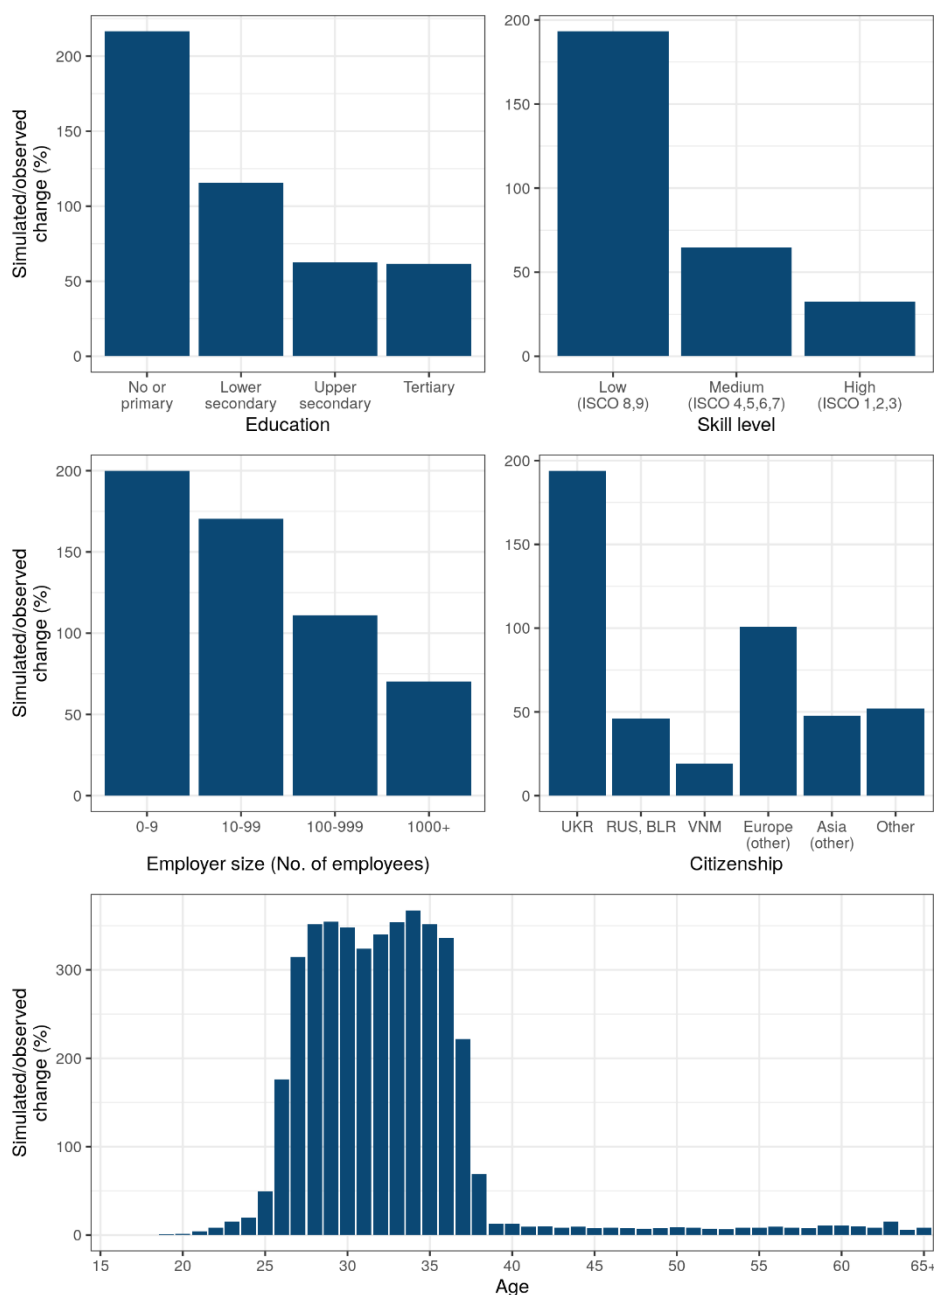 Simulated/observed
change (%)
200
150
100
50
0
No or
primary
Lower
secondary
Upper
secondary
Tertiary
Education
200
150
100
50
0
Low
(ISCO 8,9)
Medium
(ISCO 4,5,6,7)
High
(ISCO 1,2,3)
Skill level
Simulated/observed
change (%)
200
150
100
50
0
0-9
10-99
100-999
1000+
Employer size (No. of employees)
200
150
100
50
0
UKR
RUS, BLR
VNM
Europe
(other)
Asia
(other)
Other
Citizenship
Simulated/observed
change (%)
300
200
100
0
15
20
25
30
35
40
45
50
55
60
65+
Age